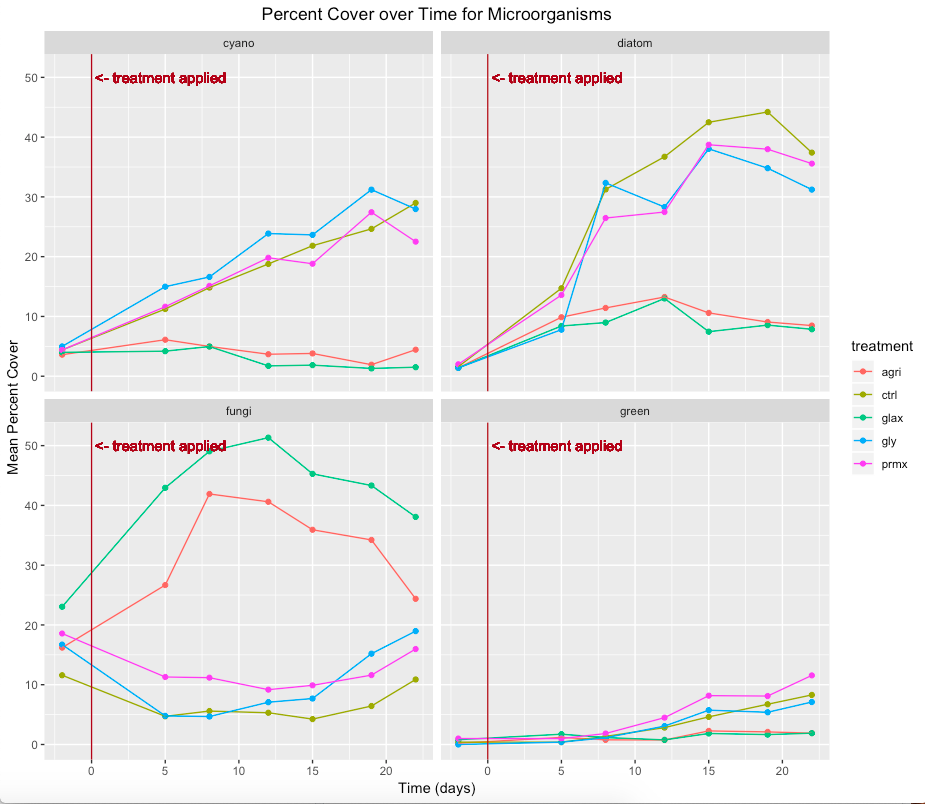 Percent Cover over Time for Microorganisms
cyano
diatom
50
40
30
20
10
0
<- treatment applied
<- treatment applied
fungi
green
50
40
30
20
10
0
<- treatment applied
<- treatment applied
0 5 10 15 20
0 5 10 15 20
Time (days)
Mean Percent Cover
treatment
agri
ctrl
glax
gly
prmx